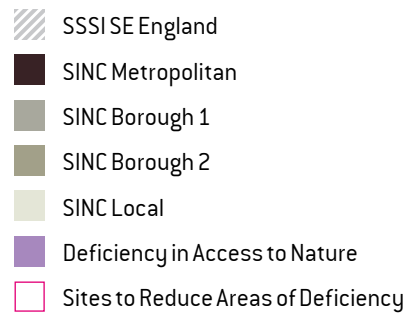 SSSI SE England
SINC Metropolitan
SINC Borough 1
SINC Borough 2
SINC Local
Deficiency in Access to Nature
Sites to Reduce Areas of Deficiency